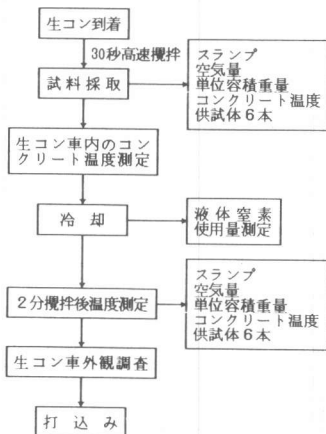 生コン到着
30秒高速攪拌
試料採取
スランプ
空気量
単位容積重量
コンクリート温度
供試体6本
生コン車内のコン
クリート温度測定
冷却
液体窒素
使用量測定
2分攪拌後温度測定
スランプ
空気量
単位容積重量
コンクリート温度
供試体6本
生コン車外観調査
打込み